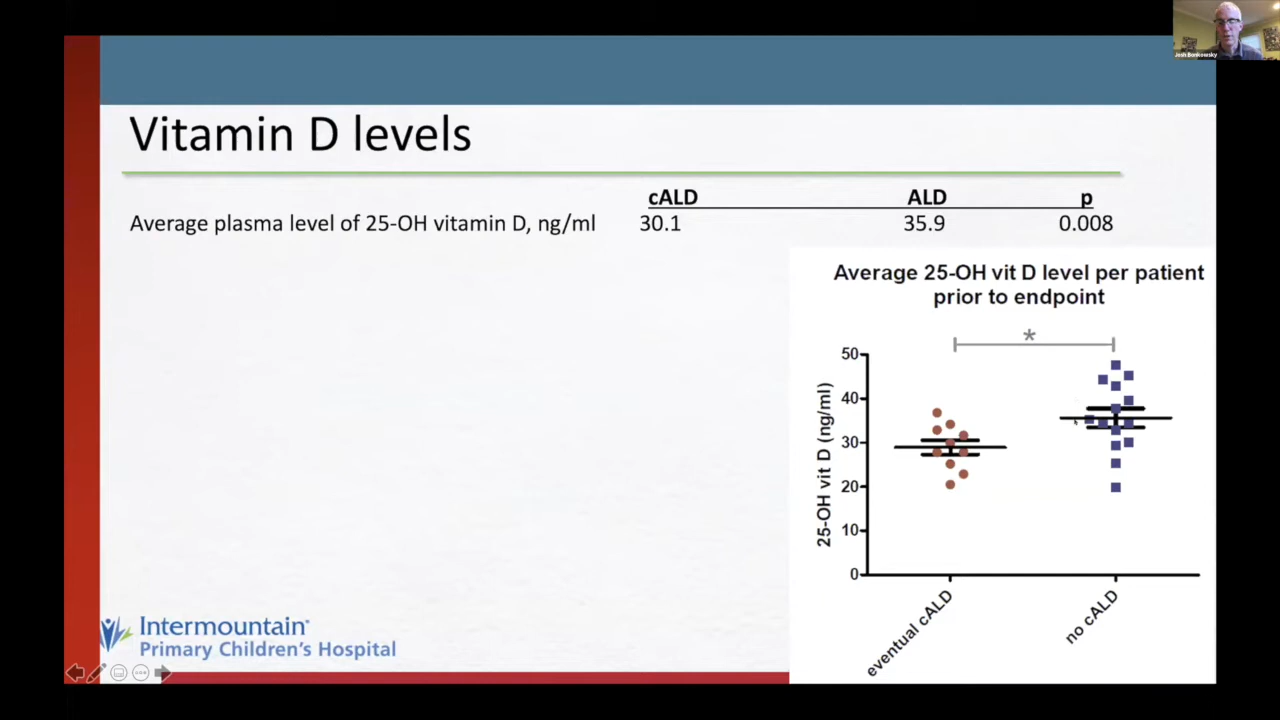 Josh Bonkowsky
Vitamin D levels
cALD ALD p
Average plasma level of 25-OH vitamin D, ng/ml 30.1 35.9 0.008
Average 25-OH vit D level per patient
prior to endpoint
*
25-OH vit D (ng/ml)
50
40
30
20
10
0
eventual cALD
no cALD
Intermountain®
Primary Children's Hospital